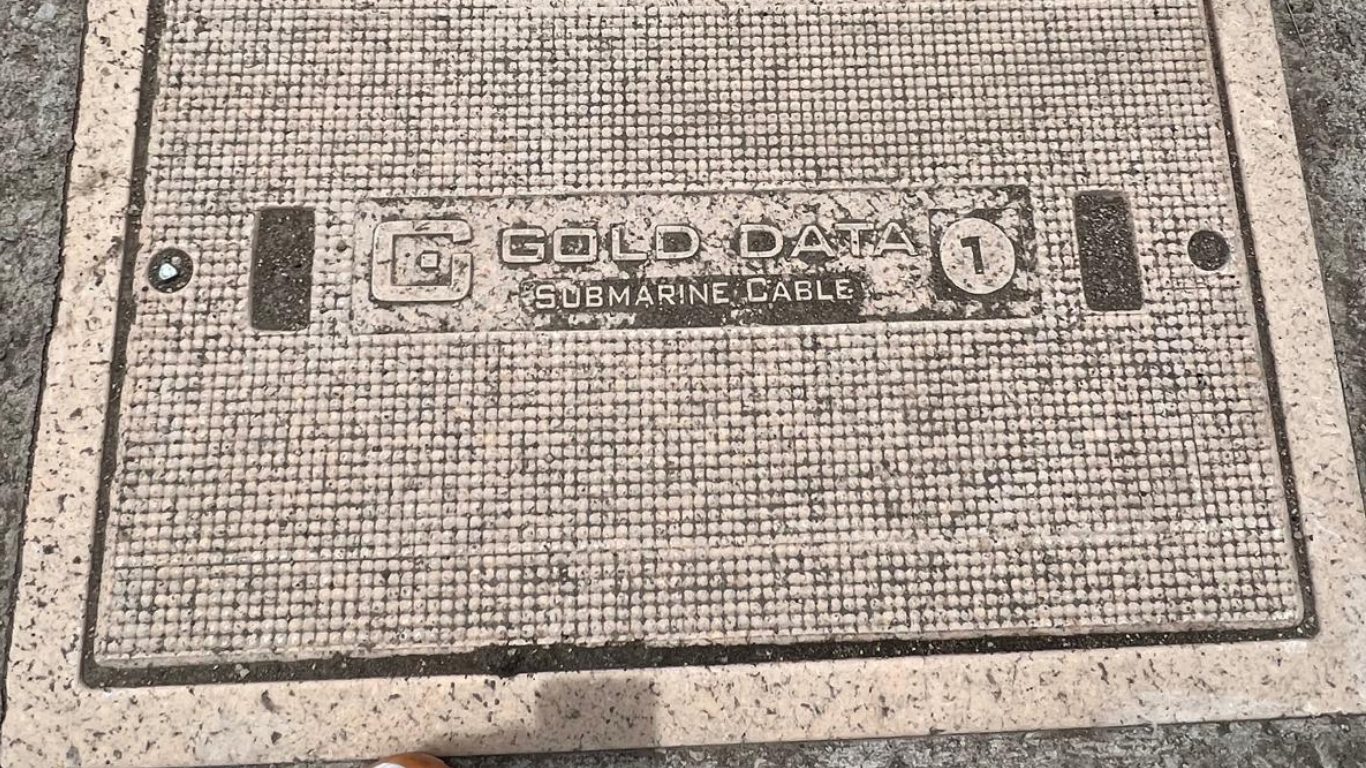 GOLD DATA 1
SUBMARINE CABLE